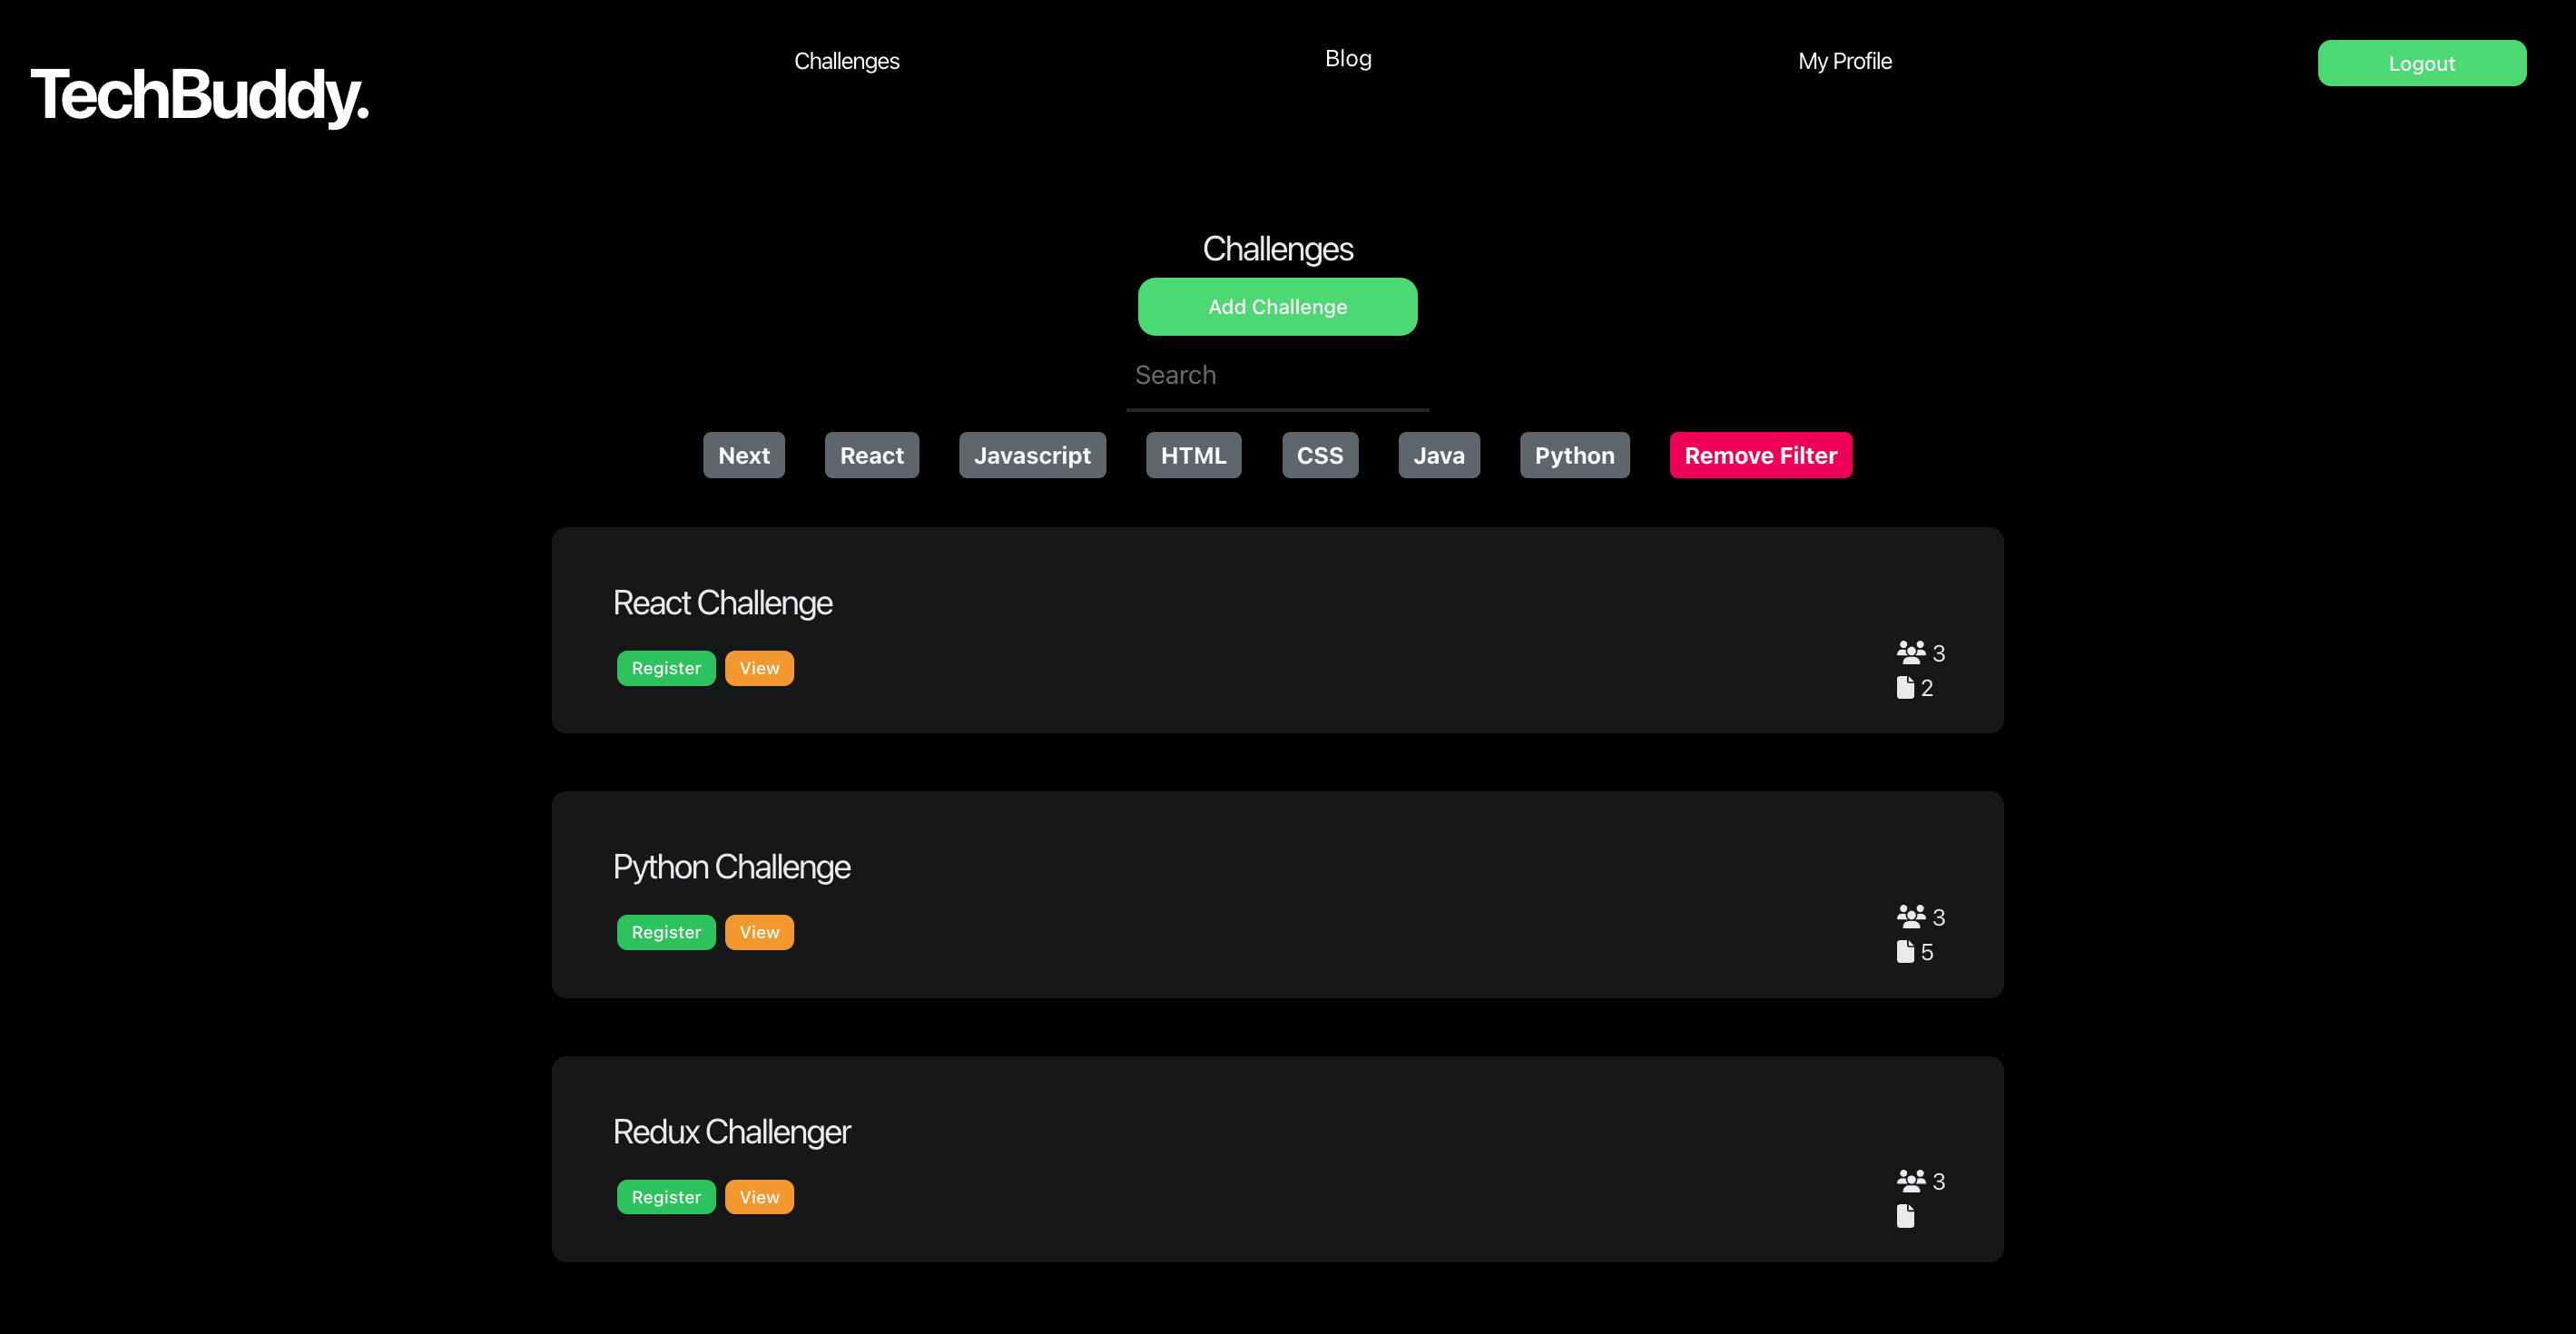 TechBuddy.
Challenges
Blog
My Profile
Logout
Challenges
Add Challenge
Search
Next
React
Javascript
HTML
CSS
Java
Python
Remove Filter
React Challenge
Register
View
3
2
Python Challenge
Register
View
3
5
Redux Challenger
Register
View
3